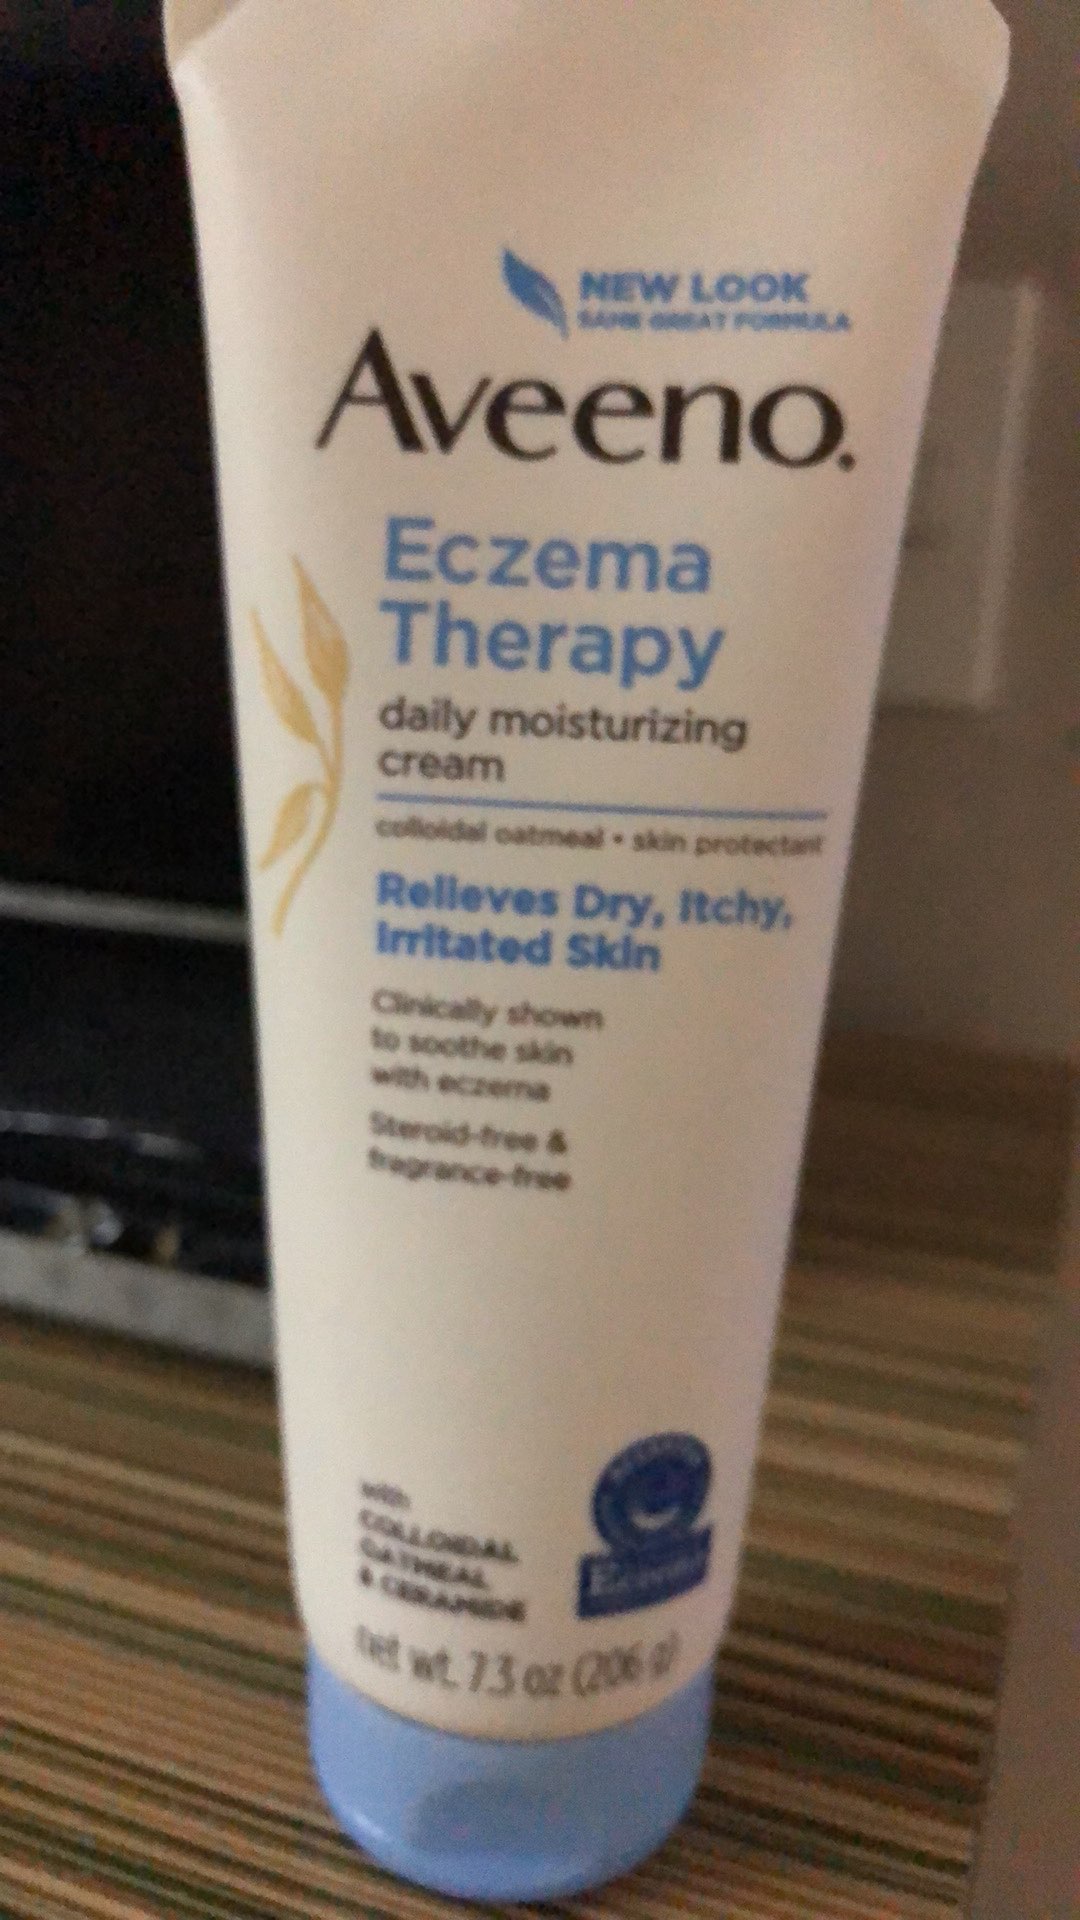 NEW LOOK
SAME GREAT FORMULA
Aveeno.
Eczema
Therapy
daily moisturizing
cream
colloidal oatmeal • skin protectant
Relieves Dry, Itchy,
Irritated Skin
Clinically shown
to soothe skin
with eczema
Steroid-free &
fragrance-free
with
COLLOIDAL
OATMEAL
& CERAMIDE
net wt. 7.3 oz (206 g)